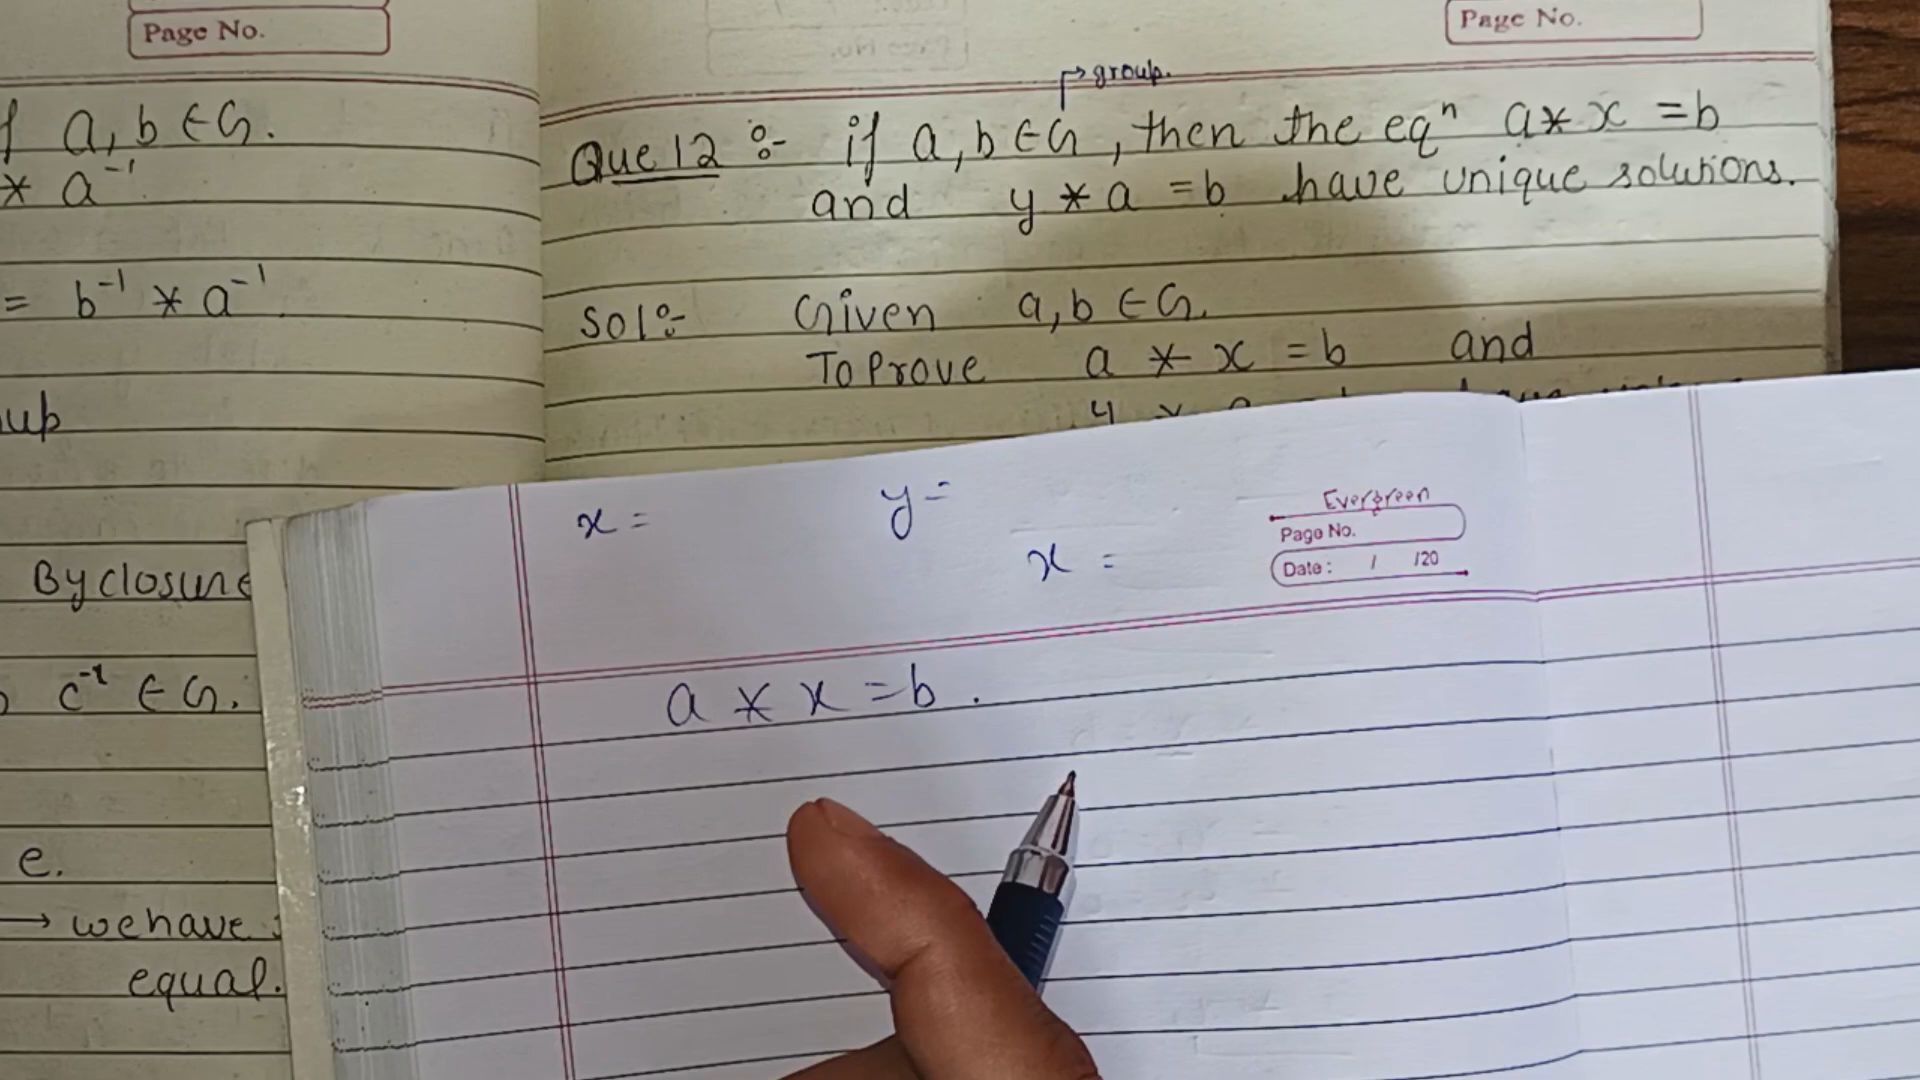 Page No.
f a, b ∈ G.
* a⁻¹
= b⁻¹ * a⁻¹
up
By closure
c⁻¹ ∈ G.
e.
→ we have
equal.
Page No.
→ group.
Que 12 :- if a, b ∈ G, then the eqⁿ a * x = b
and y * a = b have unique solutions.
Sol:- Given a, b ∈ G.
To Prove a * x = b and
x =
y =
x =
Evergreen
Page No.
Date: / /20
a * x = b.